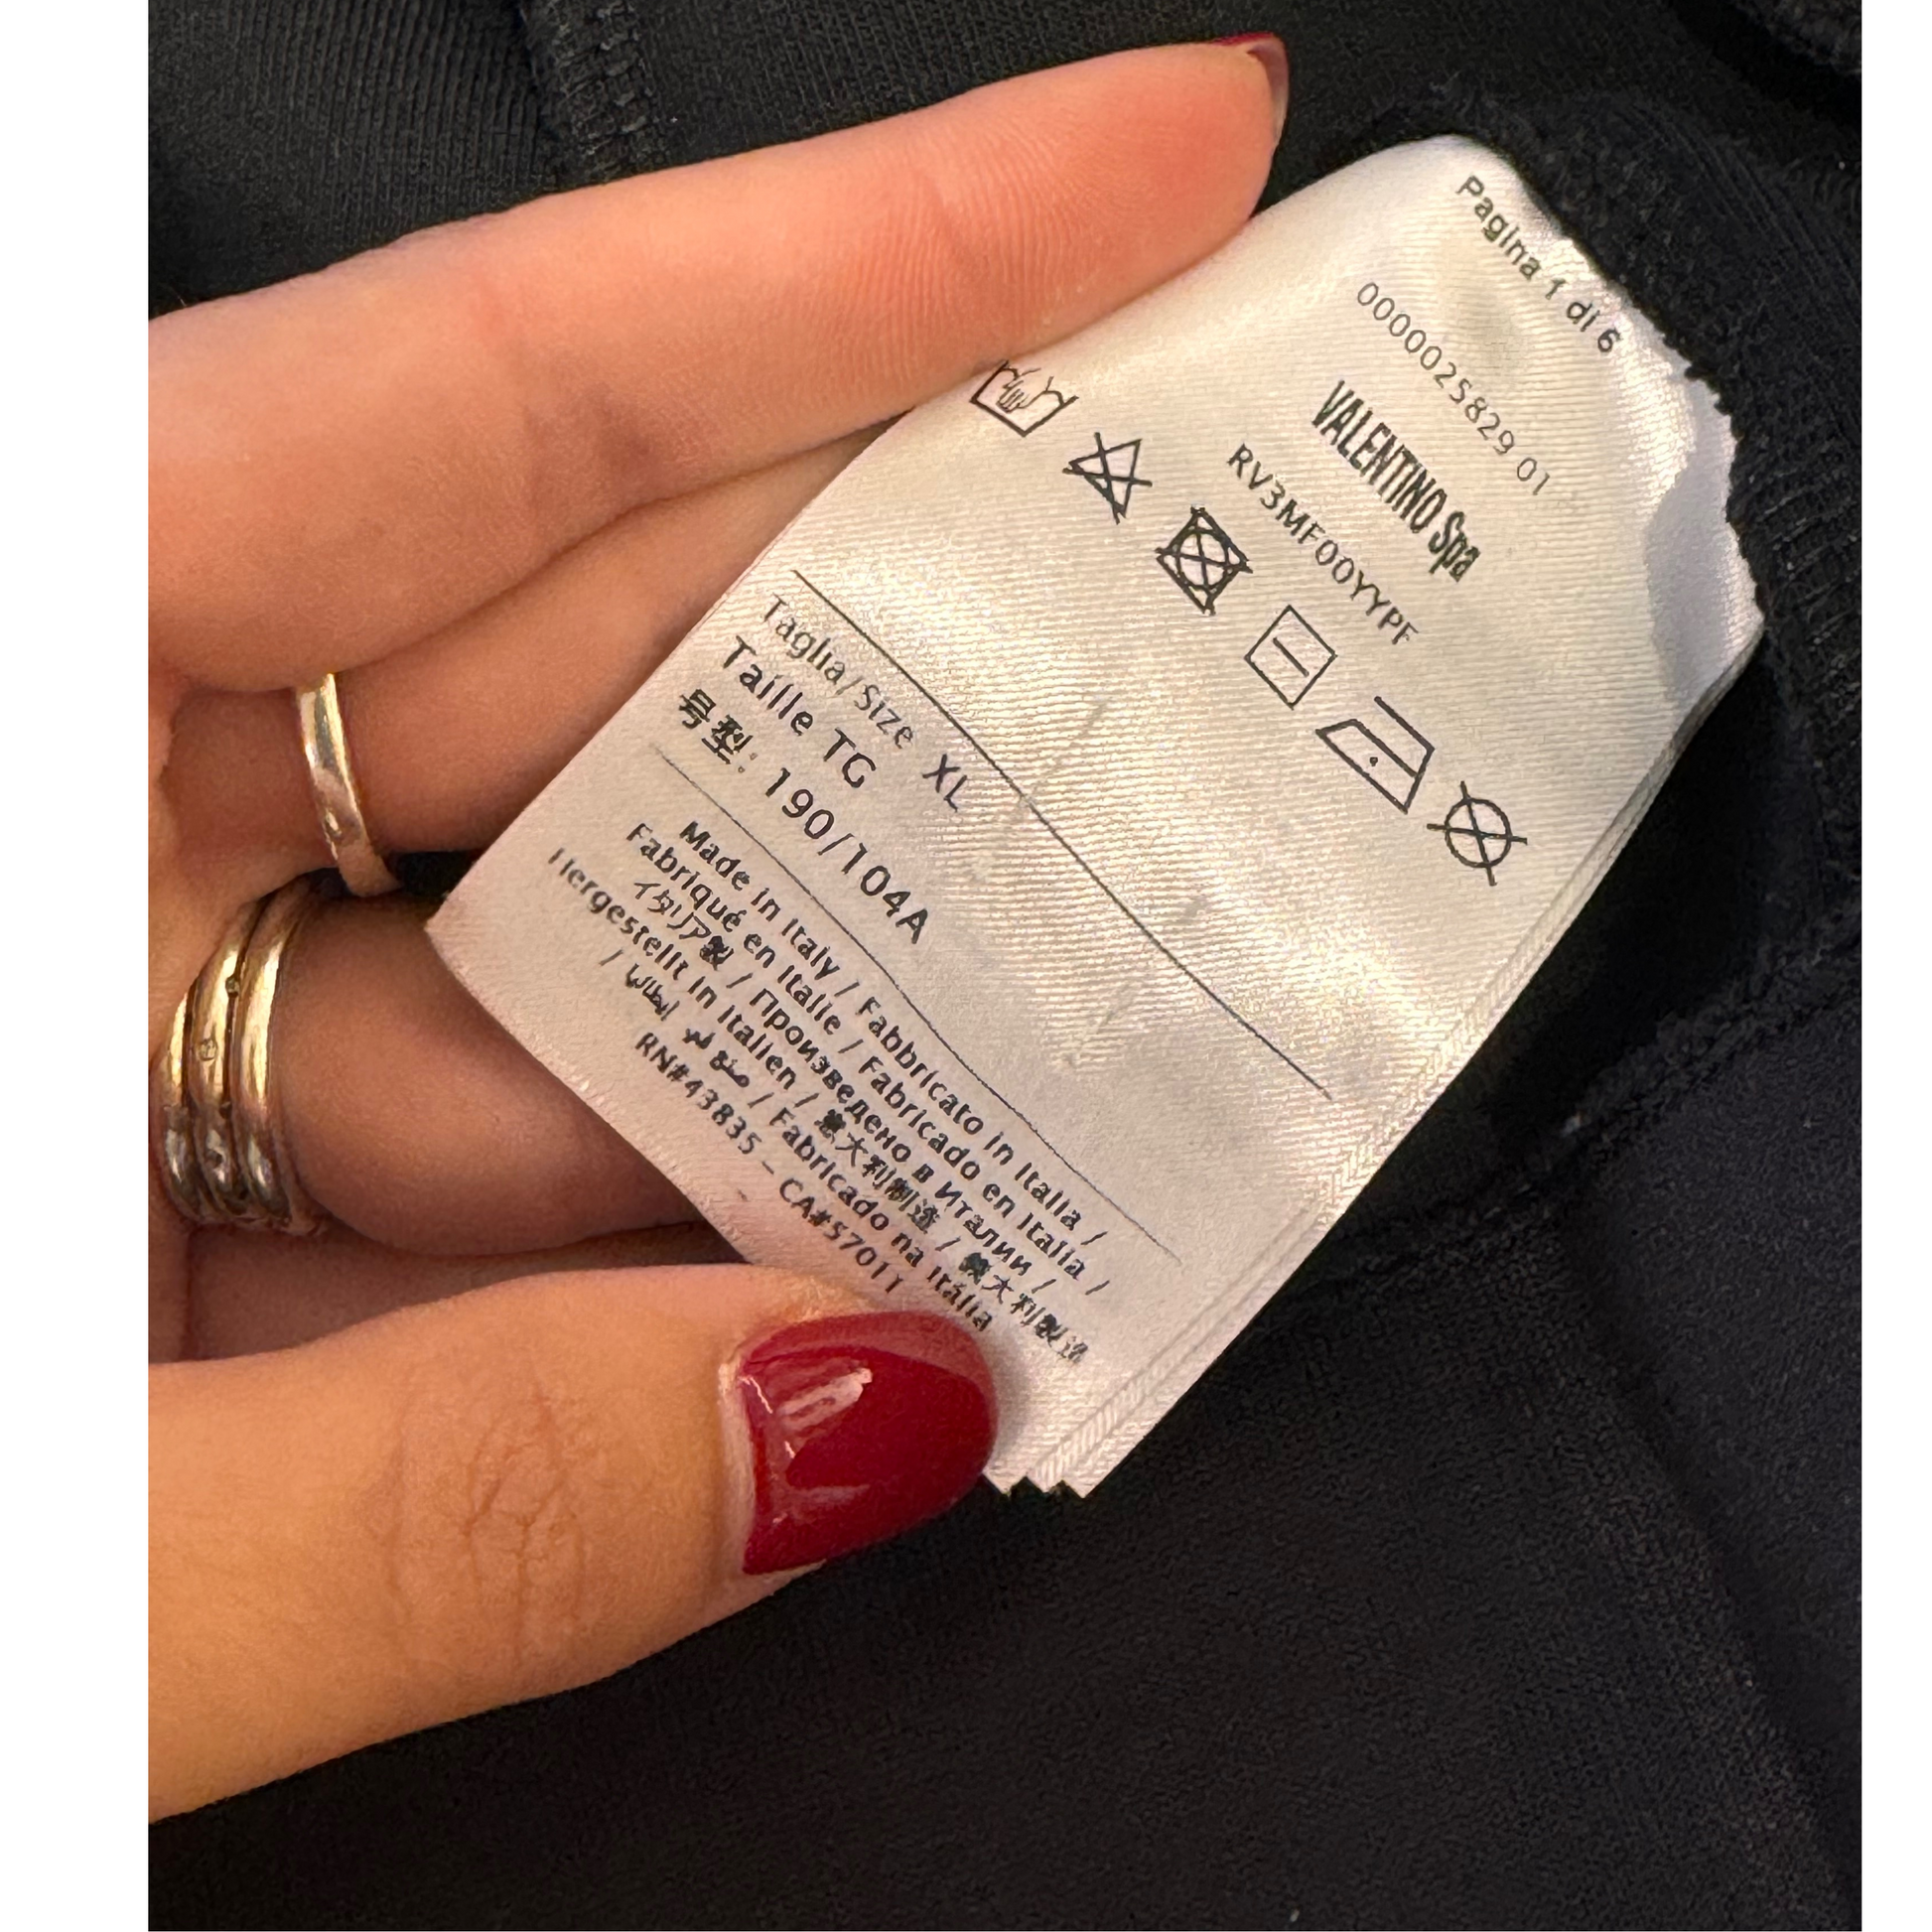 Pagina 1 di 6
0000025829 01
VALENTINO Spa
RV3MF00YYPF
Taglia/Size XL
Taille TG
号型: 190/104A
Made in Italy / Fabbricato in Italia /
Fabriqué en Italie / Fabricado en Italia /
イタリア製 / Произведено в Италии /
Hergestellt in Italien / 意大利制造 / 義大利製造
/ صنع في إيطاليا / Fabricado na Itália
RN#43835 - CA#57011